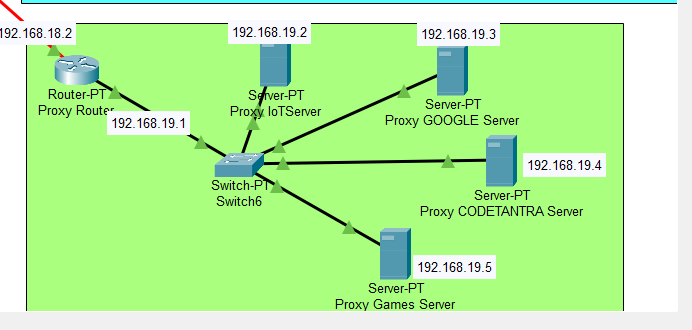 192.168.18.2
192.168.19.2
192.168.19.3
Router-PT
Proxy Router
Server-PT
Proxy IoTServer
Server-PT
Proxy GOOGLE Server
192.168.19.1
192.168.19.4
Switch-PT
Switch6
Server-PT
Proxy CODETANTRA Server
192.168.19.5
Server-PT
Proxy Games Server